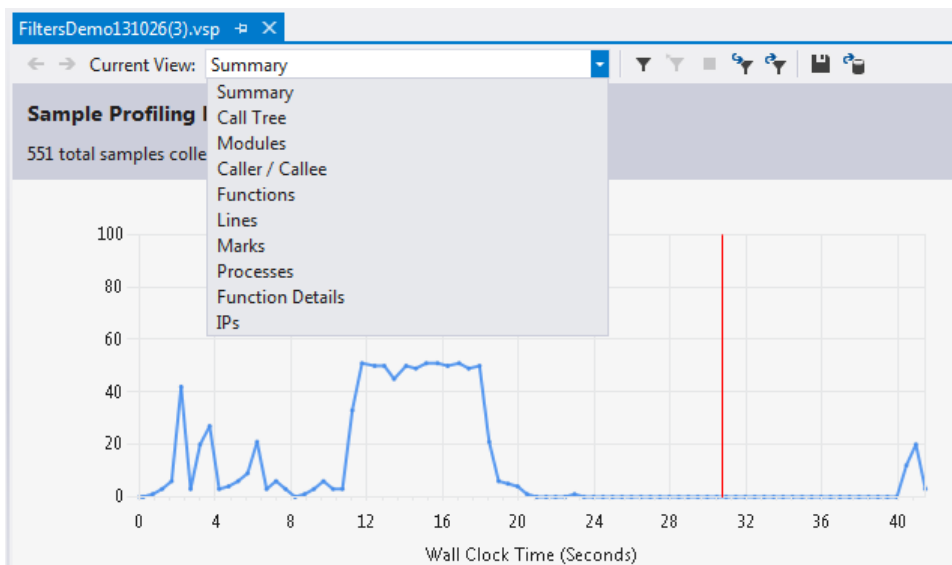 FiltersDemo131026(3).vsp
Current View: Summary
Summary
Call Tree
Modules
Caller / Callee
Functions
Lines
Marks
Processes
Function Details
IPs
Sample Profiling
551 total samples colle
100
80
60
40
20
0
0 4 8 12 16 20 24 28 32 36 40
Wall Clock Time (Seconds)